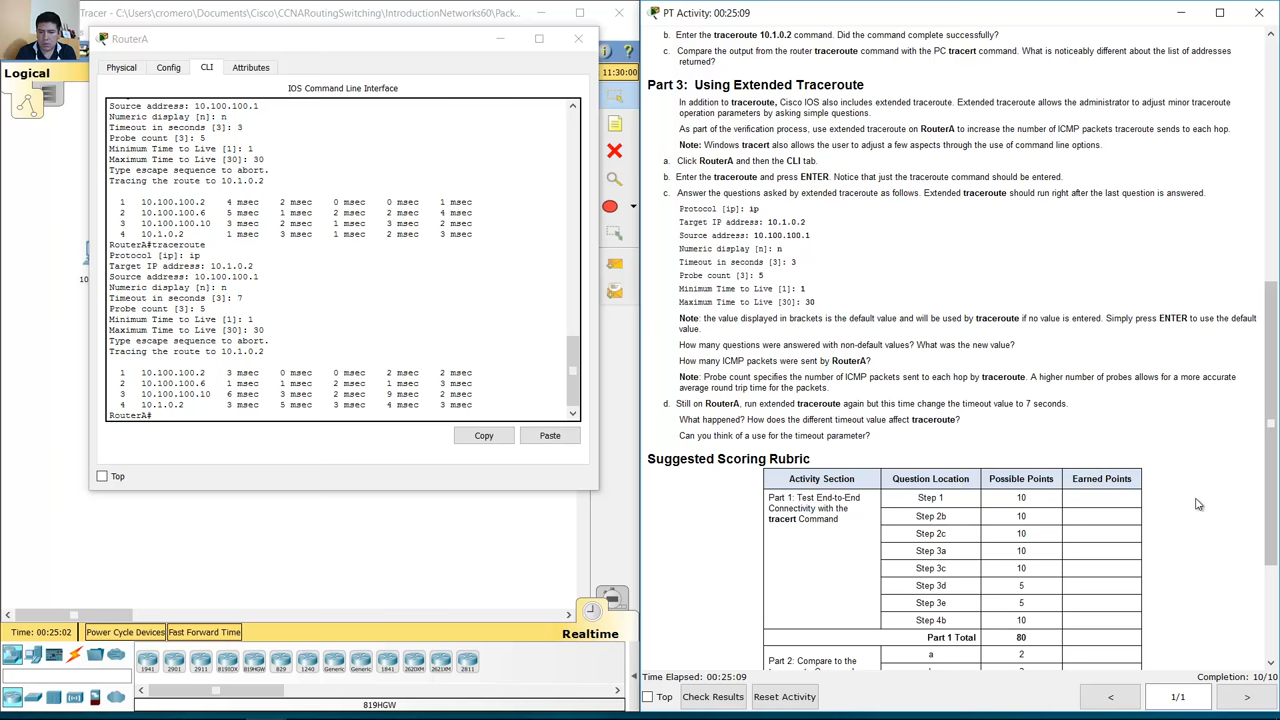 Tracer - C:\Users\cromero\Documents\Cisco\CCNARoutingSwitching\IntroductionNetworks60\Pack...
Logical
11:30:00
RouterA
Physical
Config
CLI
Attributes
IOS Command Line Interface
Source address: 10.100.100.1
Numeric display [n]: n
Timeout in seconds [3]: 3
Probe count [3]: 5
Minimum Time to Live [1]: 1
Maximum Time to Live [30]: 30
Type escape sequence to abort.
Tracing the route to 10.1.0.2
1 10.100.100.2 4 msec 2 msec 0 msec 0 msec 1 msec
2 10.100.100.6 5 msec 1 msec 2 msec 2 msec 4 msec
3 10.100.100.10 3 msec 2 msec 1 msec 3 msec 2 msec
4 10.1.0.2 1 msec 3 msec 1 msec 2 msec 3 msec
RouterA#traceroute
Protocol [ip]: ip
Target IP address: 10.1.0.2
Source address: 10.100.100.1
Numeric display [n]: n
Timeout in seconds [3]: 7
Probe count [3]: 5
Minimum Time to Live [1]: 1
Maximum Time to Live [30]: 30
Type escape sequence to abort.
Tracing the route to 10.1.0.2
1 10.100.100.2 3 msec 0 msec 0 msec 2 msec 2 msec
2 10.100.100.6 1 msec 1 msec 2 msec 1 msec 3 msec
3 10.100.100.10 6 msec 3 msec 2 msec 9 msec 2 msec
4 10.1.0.2 3 msec 5 msec 3 msec 4 msec 3 msec
RouterA#
Copy
Paste
Top
Realtime
Time: 00:25:02
Power Cycle Devices
Fast Forward Time
1941 2901 2911 819IOX 819HGW 829 1240 Generic Generic 1841 2620XM 2621XM 2811
819HGW
PT Activity: 00:25:09
b. Enter the traceroute 10.1.0.2 command. Did the command complete successfully?
c. Compare the output from the router traceroute command with the PC tracert command. What is noticeably different about the list of addresses
returned?
Part 3: Using Extended Traceroute
In addition to traceroute, Cisco IOS also includes extended traceroute. Extended traceroute allows the administrator to adjust minor traceroute
operation parameters by asking simple questions.
As part of the verification process, use extended traceroute on RouterA to increase the number of ICMP packets traceroute sends to each hop.
Note: Windows tracert also allows the user to adjust a few aspects through the use of command line options.
a. Click RouterA and then the CLI tab.
b. Enter the traceroute and press ENTER. Notice that just the traceroute command should be entered.
c. Answer the questions asked by extended traceroute as follows. Extended traceroute should run right after the last question is answered.
Protocol [ip]: ip
Target IP address: 10.1.0.2
Source address: 10.100.100.1
Numeric display [n]: n
Timeout in seconds [3]: 3
Probe count [3]: 5
Minimum Time to Live [1]: 1
Maximum Time to Live [30]: 30
Note: the value displayed in brackets is the default value and will be used by traceroute if no value is entered. Simply press ENTER to use the default
value.
How many questions were answered with non-default values? What was the new value?
How many ICMP packets were sent by RouterA?
Note: Probe count specifies the number of ICMP packets sent to each hop by traceroute. A higher number of probes allows for a more accurate
average round trip time for the packets.
d. Still on RouterA, run extended traceroute again but this time change the timeout value to 7 seconds.
What happened? How does the different timeout value affect traceroute?
Can you think of a use for the timeout parameter?
Suggested Scoring Rubric
Activity Section Question Location Possible Points Earned Points
Part 1: Test End-to-End
Connectivity with the
tracert Command
Step 1 10
Step 2b 10
Step 2c 10
Step 3a 10
Step 3c 10
Step 3d 5
Step 3e 5
Step 4b 10
Part 1 Total 80
Part 2: Compare to the
a 2
Time Elapsed: 00:25:09
Completion: 10/10
Top
Check Results
Reset Activity
<
1/1
>